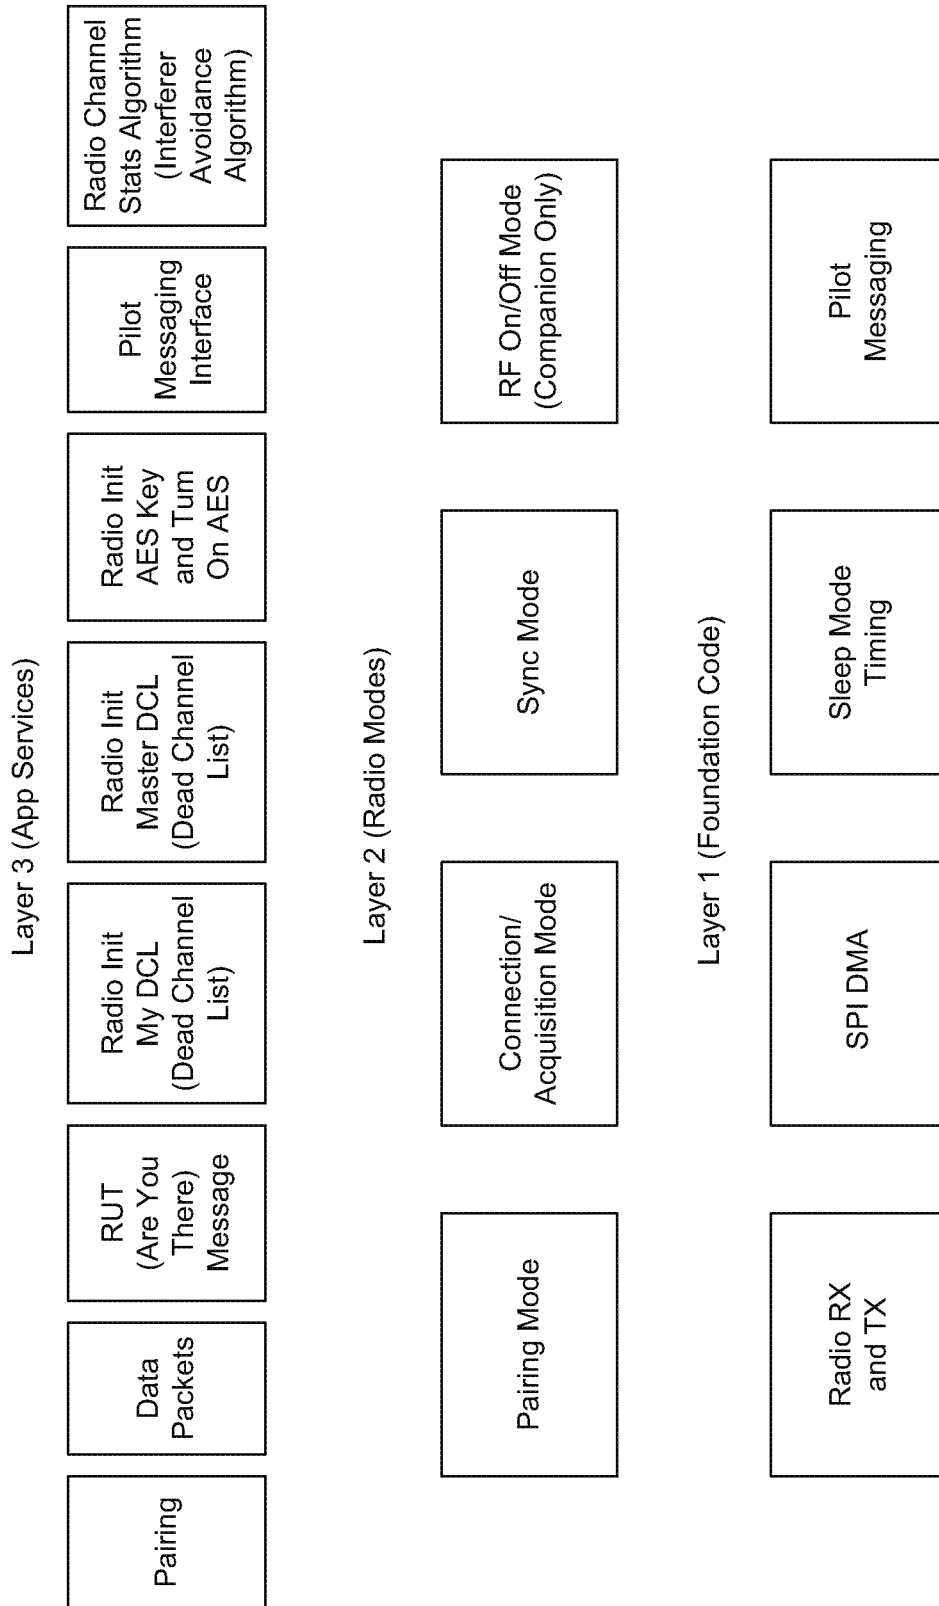 Layer 3 (App Services)
Pairing
Data
Packets
RUT
(Are You
There)
Message
Radio Init
My DCL
(Dead Channel
List)
Radio Init
Master DCL
(Dead Channel
List)
Radio Init
AES Key
and Tum
On AES
Pilot
Messaging
Interface
Radio Channel
Stats Algorithm
(Interferer
Avoidance
Algorithm)
Layer 2 (Radio Modes)
Pairing Mode
Connection/
Acquisition Mode
Sync Mode
RF On/Off Mode
(Companion Only)
Layer 1 (Foundation Code)
Radio RX
and TX
SPI DMA
Sleep Mode
Timing
Pilot
Messaging